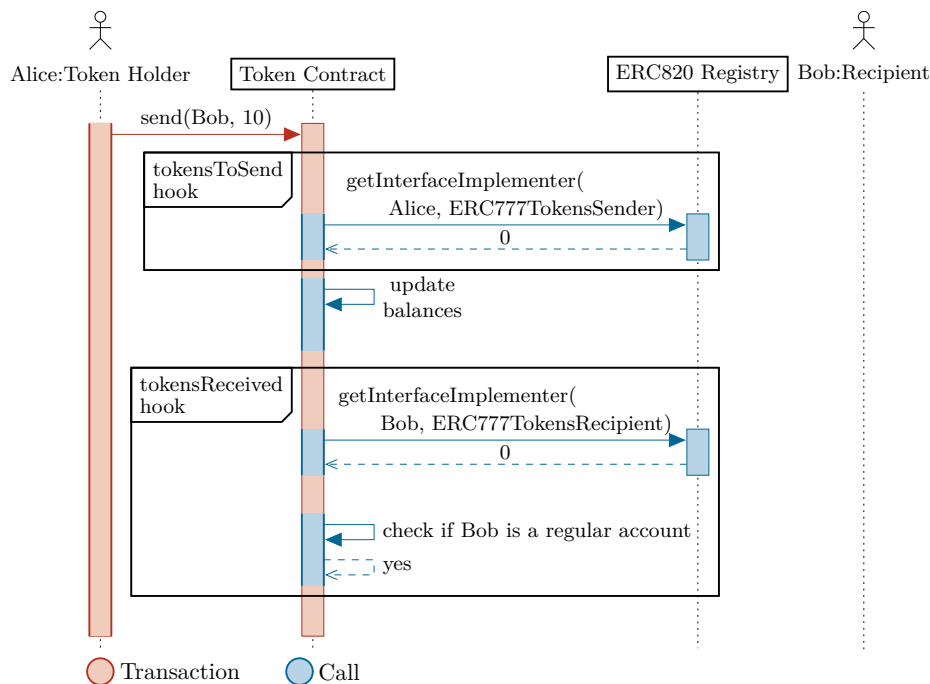 Alice:Token Holder
Token Contract
ERC820 Registry
Bob:Recipient
send(Bob, 10)
tokensToSend
hook
getInterfaceImplementer(
Alice, ERC777TokensSender)
0
update
balances
tokensReceived
hook
getInterfaceImplementer(
Bob, ERC777TokensRecipient)
0
check if Bob is a regular account
yes
Transaction
Call